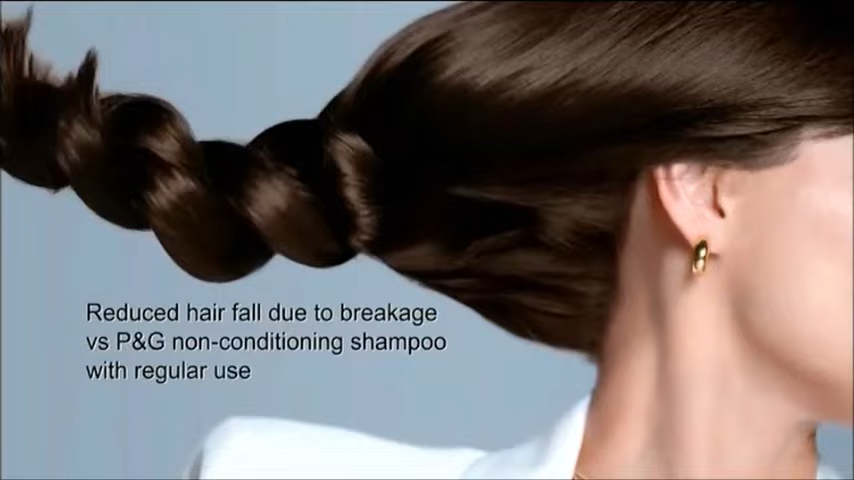 Reduced hair fall due to breakage
vs P&G non-conditioning shampoo
with regular use